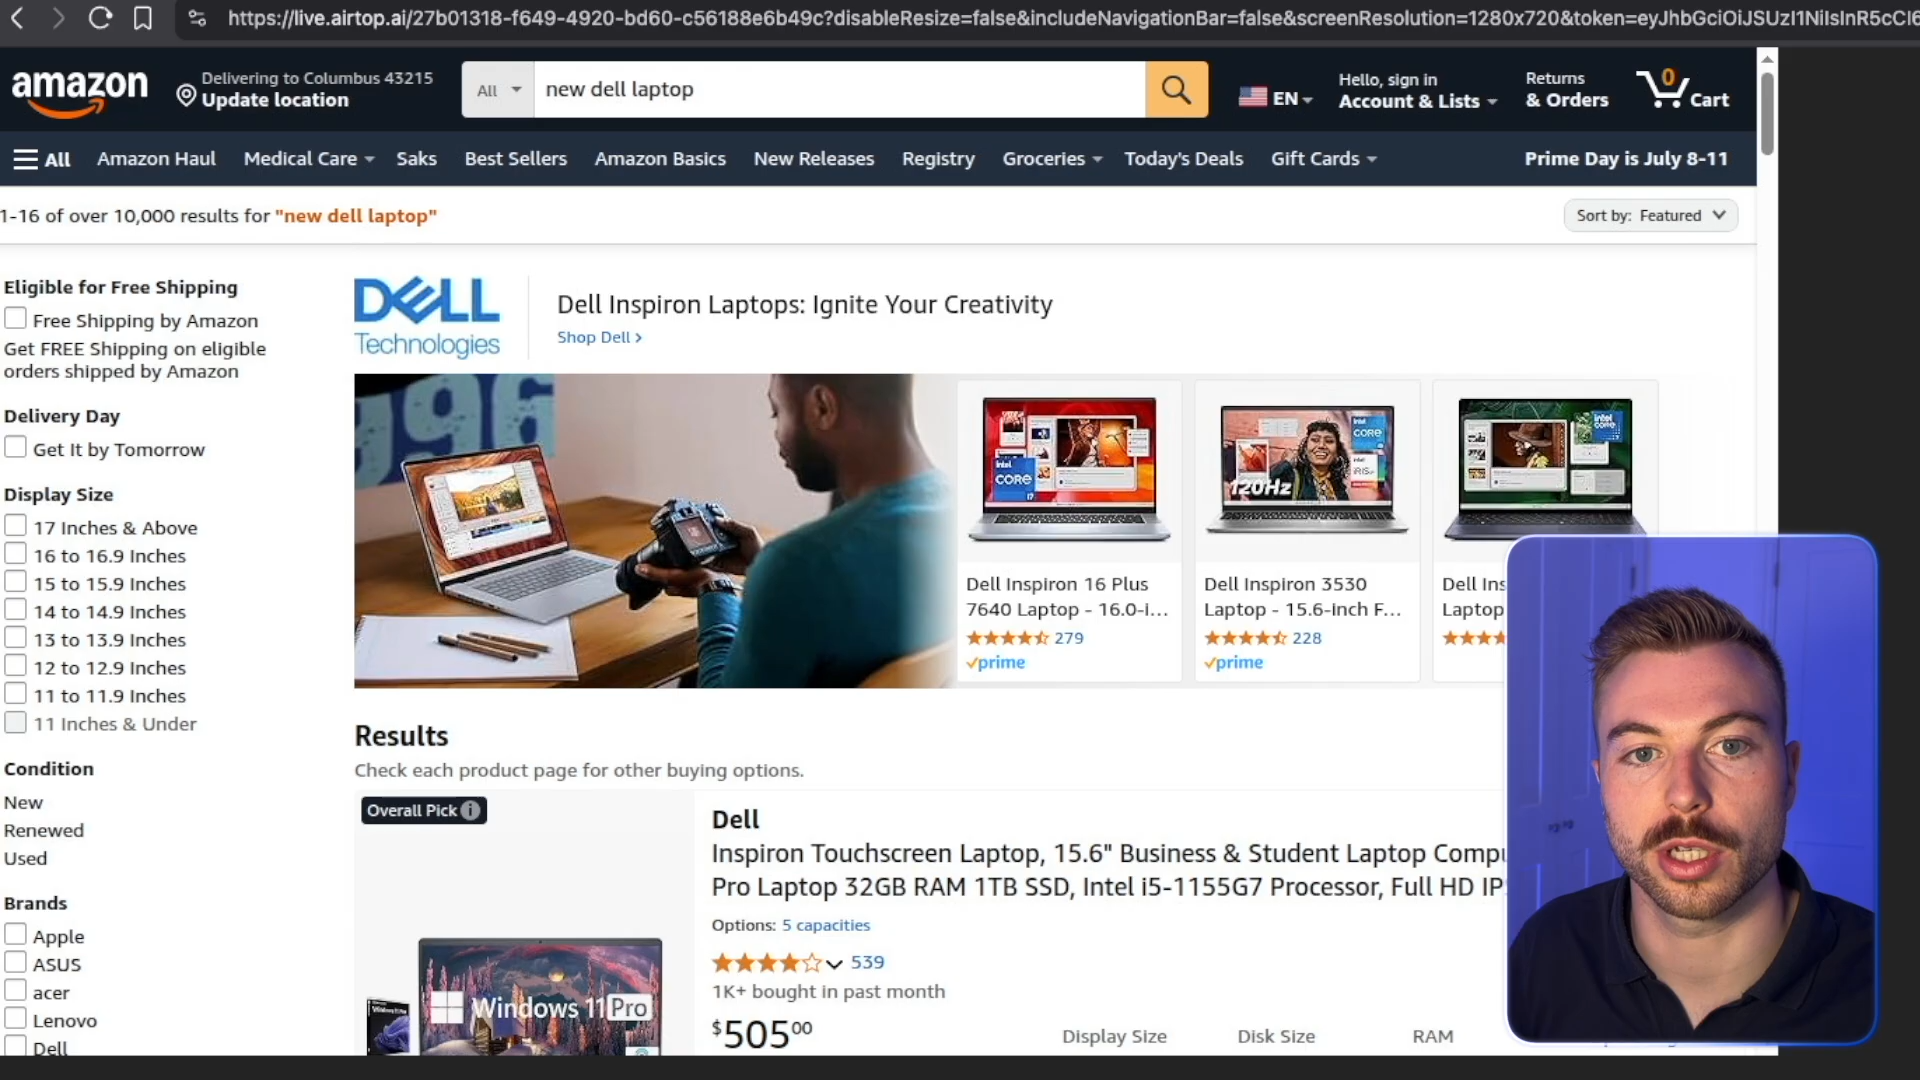 https://live.airtop.ai/27b01318-f649-4920-bd60-c56188e6b49c?disableResize=false&includeNavigationBar=false&screenResolution=1280x720&token=eyJhbGciOiJSUzI1NiIsInR5cCI6
amazon
Delivering to Columbus 43215
Update location
All
new dell laptop
EN
Hello, sign in
Account & Lists
Returns
& Orders
0
Cart
All
Amazon Haul
Medical Care
Saks
Best Sellers
Amazon Basics
New Releases
Registry
Groceries
Today's Deals
Gift Cards
Prime Day is July 8-11
1-16 of over 10,000 results for "new dell laptop"
Sort by: Featured
Eligible for Free Shipping
Free Shipping by Amazon
Get FREE Shipping on eligible
orders shipped by Amazon
Delivery Day
Get It by Tomorrow
Display Size
17 Inches & Above
16 to 16.9 Inches
15 to 15.9 Inches
14 to 14.9 Inches
13 to 13.9 Inches
12 to 12.9 Inches
11 to 11.9 Inches
11 Inches & Under
Condition
New
Renewed
Used
Brands
Apple
ASUS
acer
Lenovo
Dell
DELL
Technologies
Dell Inspiron Laptops: Ignite Your Creativity
Shop Dell ›
996
intel
CORE
i7
Dell Inspiron 16 Plus
7640 Laptop - 16.0-i...
279
prime
intel
CORE
120Hz
Dell Inspiron 3530
Laptop - 15.6-inch F...
228
prime
intel
core
Dell Ins
Laptop
Results
Check each product page for other buying options.
Overall Pick
Windows 11 Pro
Dell
Inspiron Touchscreen Laptop, 15.6" Business & Student Laptop Compu
Pro Laptop 32GB RAM 1TB SSD, Intel i5-1155G7 Processor, Full HD IPS
Options: 5 capacities
539
1K+ bought in past month
$505.00
Display Size
Disk Size
RAM